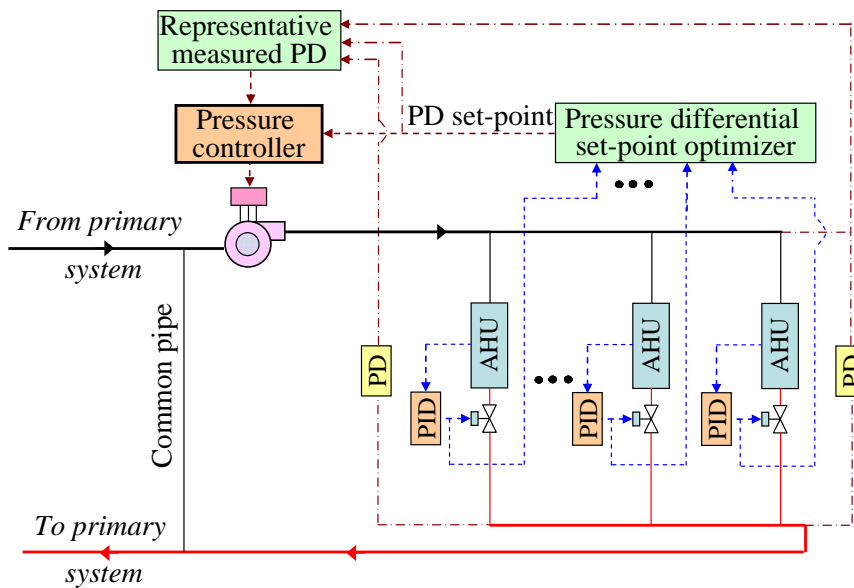 Representative
measured PD
Pressure
controller
PD set-point
Pressure differential
set-point optimizer
From primary
system
Common pipe
PD
AHU
AHU
AHU
PD
PID
PID
PID
To primary
system